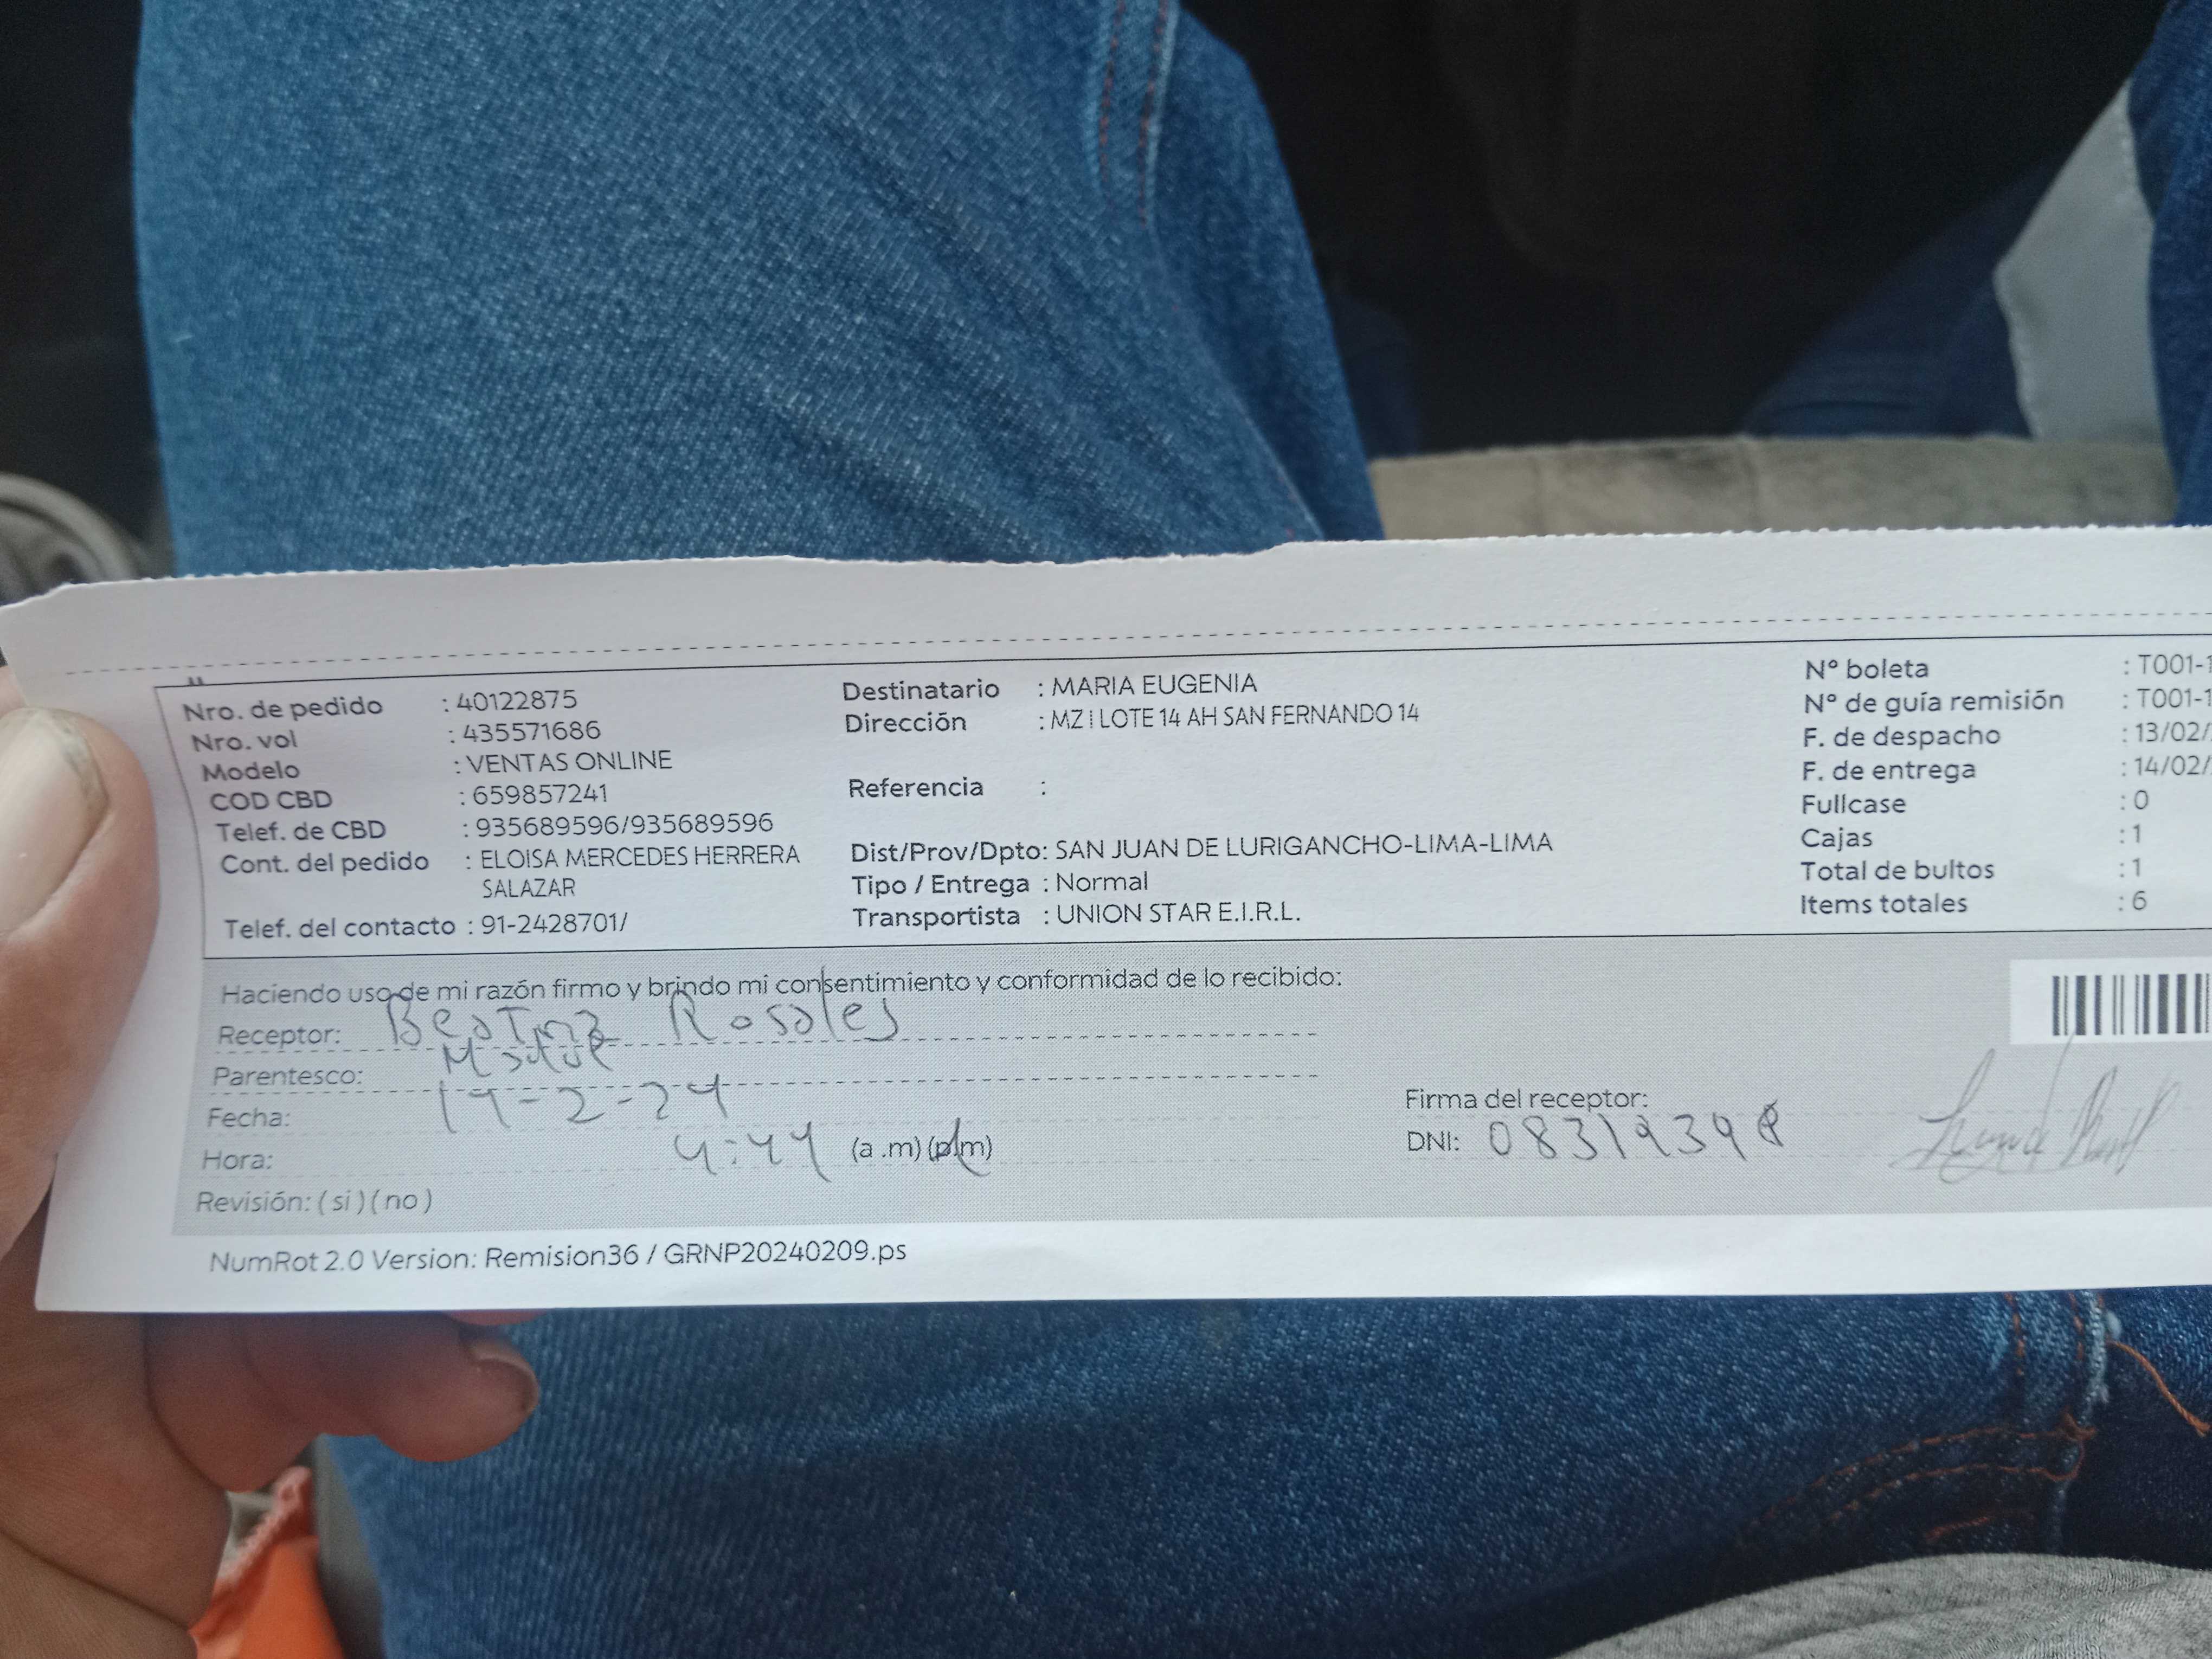 Nro. de pedido : 40122875
Nro. vol : 435571686
Modelo : VENTAS ONLINE
COD CBD : 659857241
Telef. de CBD : 935689596/935689596
Cont. del pedido : ELOISA MERCEDES HERRERA
SALAZAR
Telef. del contacto : 91-2428701/
Destinatario : MARIA EUGENIA
Dirección : MZ I LOTE 14 AH SAN FERNANDO 14
Referencia :
Dist/Prov/Dpto: SAN JUAN DE LURIGANCHO-LIMA-LIMA
Tipo / Entrega : Normal
Transportista : UNION STAR E.I.R.L.
N° boleta : T001-1
N° de guía remisión : T001-1
F. de despacho : 13/02/
F. de entrega : 14/02/
Fullcase : 0
Cajas : 1
Total de bultos : 1
Items totales : 6
Haciendo uso de mi razón firmo y brindo mi consentimiento y conformidad de lo recibido:
Receptor: Beatriz Rosales
Parentesco:
Fecha: 14-2-24
Hora: 4:44 (a.m) (p.m)
Revisión: ( si ) ( no )
Firma del receptor:
DNI:
NumRot 2.0 Version: Remision36 / GRNP20240209.ps